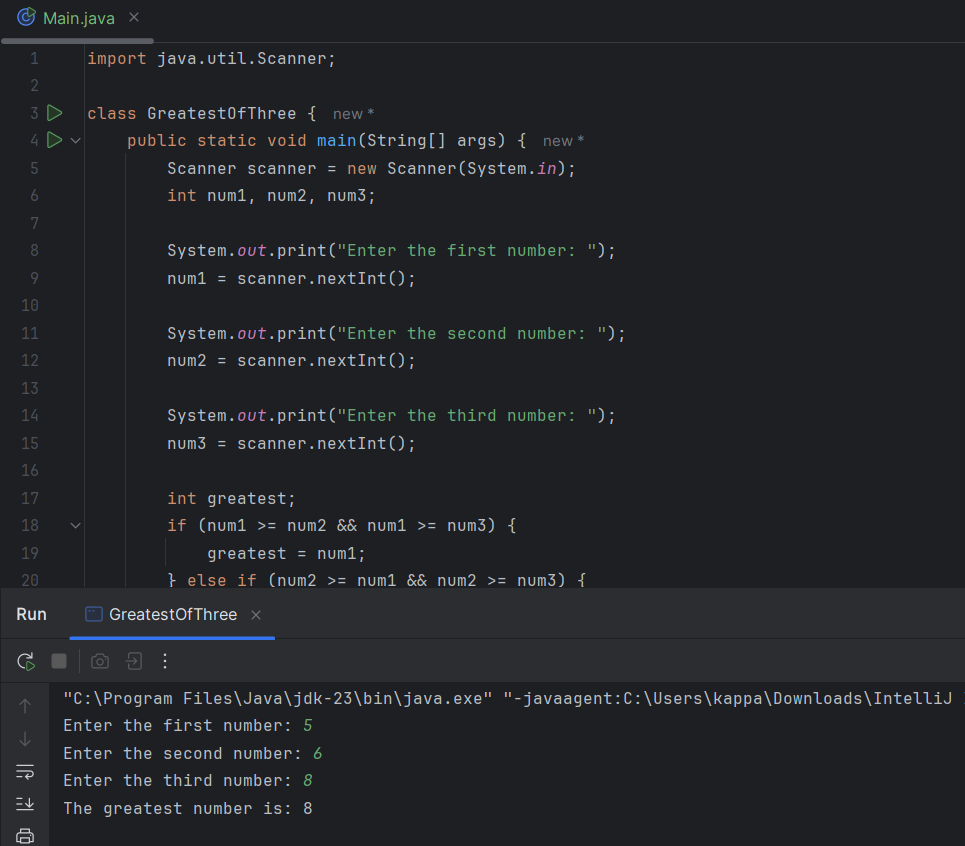 Main.java
1 import java.util.Scanner;
2
3 class GreatestOfThree { new *
4 public static void main(String[] args) { new *
5 Scanner scanner = new Scanner(System.in);
6 int num1, num2, num3;
7
8 System.out.print("Enter the first number: ");
9 num1 = scanner.nextInt();
10
11 System.out.print("Enter the second number: ");
12 num2 = scanner.nextInt();
13
14 System.out.print("Enter the third number: ");
15 num3 = scanner.nextInt();
16
17 int greatest;
18 if (num1 >= num2 && num1 >= num3) {
19 greatest = num1;
20 } else if (num2 >= num1 && num2 >= num3) {
Run GreatestOfThree
"C:\Program Files\Java\jdk-23\bin\java.exe" "-javaagent:C:\Users\kappa\Downloads\IntelliJ
Enter the first number: 5
Enter the second number: 6
Enter the third number: 8
The greatest number is: 8